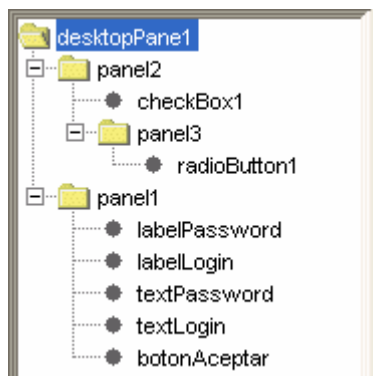 desktopPane1
panel2
checkBox1
panel3
radioButton1
panel1
labelPassword
labelLogin
textPassword
textLogin
botonAceptar